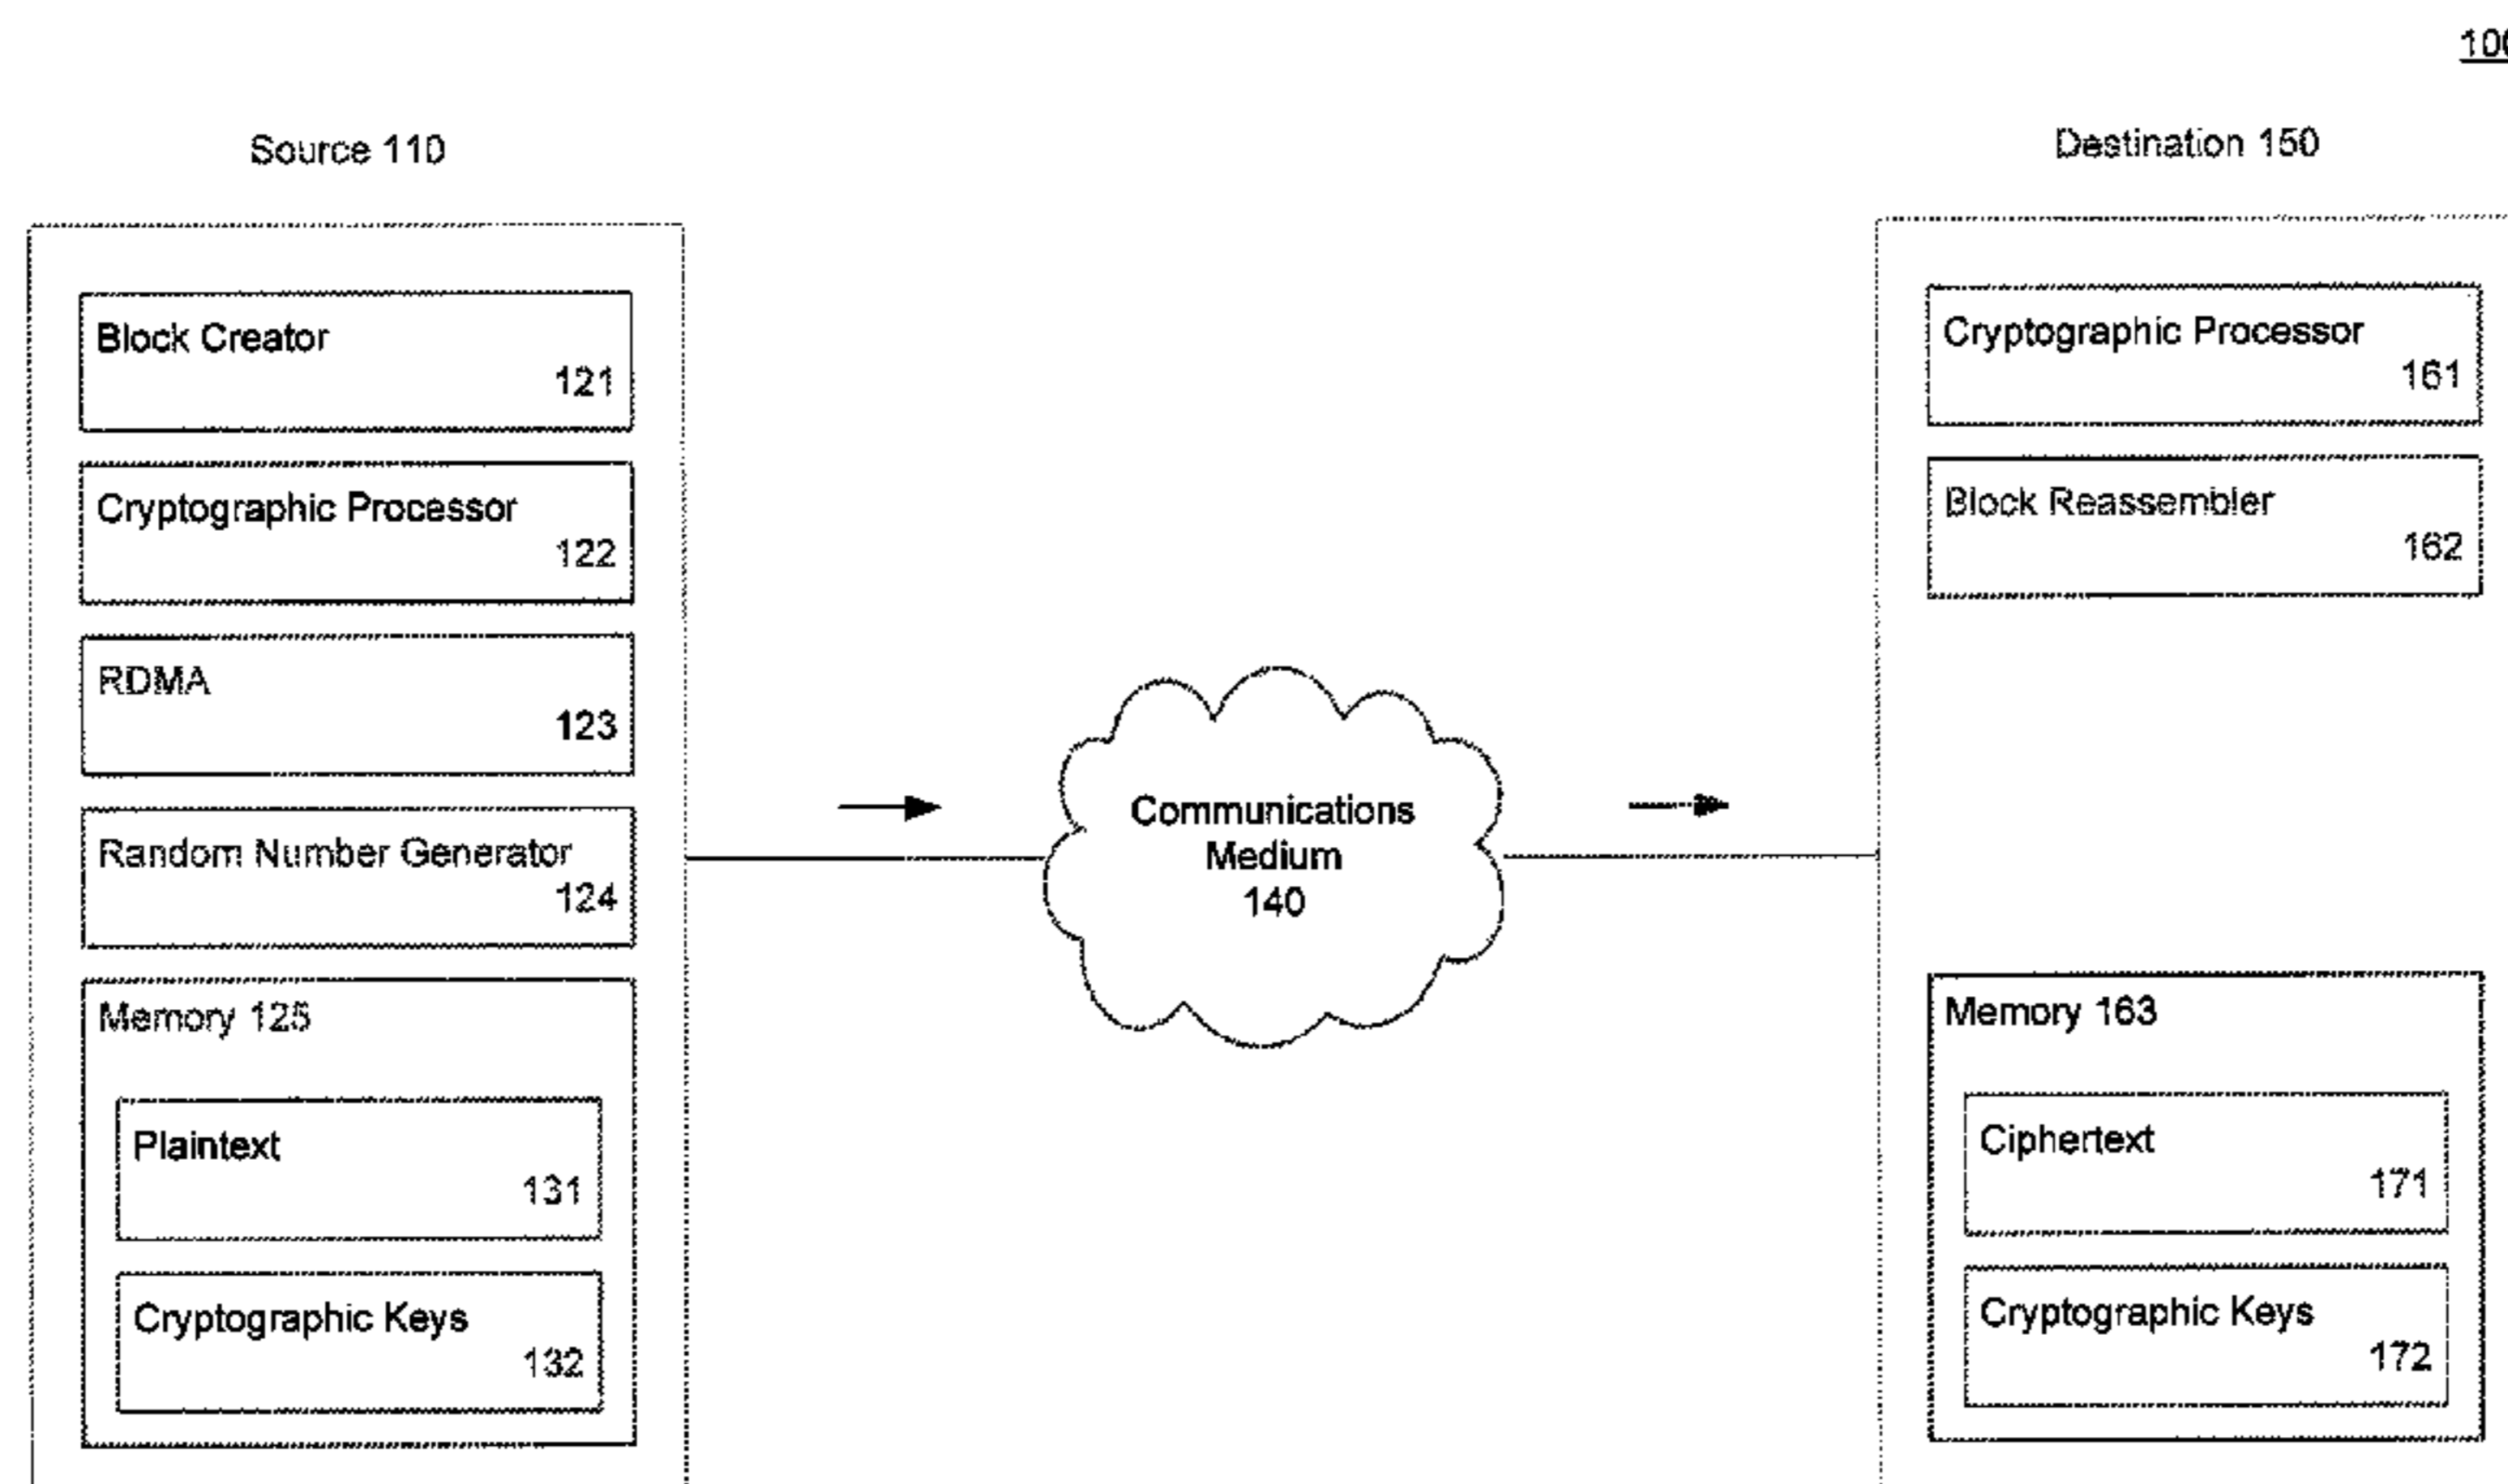 100
Source 110
Destination 150
Block Creator
121
Cryptographic Processor
122
RDMA
123
Random Number Generator
124
Memory 125
Plaintext
131
Cryptographic Keys
132
Communications
Medium
140
Cryptographic Processor
161
Block Reassembler
162
Memory 163
Ciphertext
171
Cryptographic Keys
172